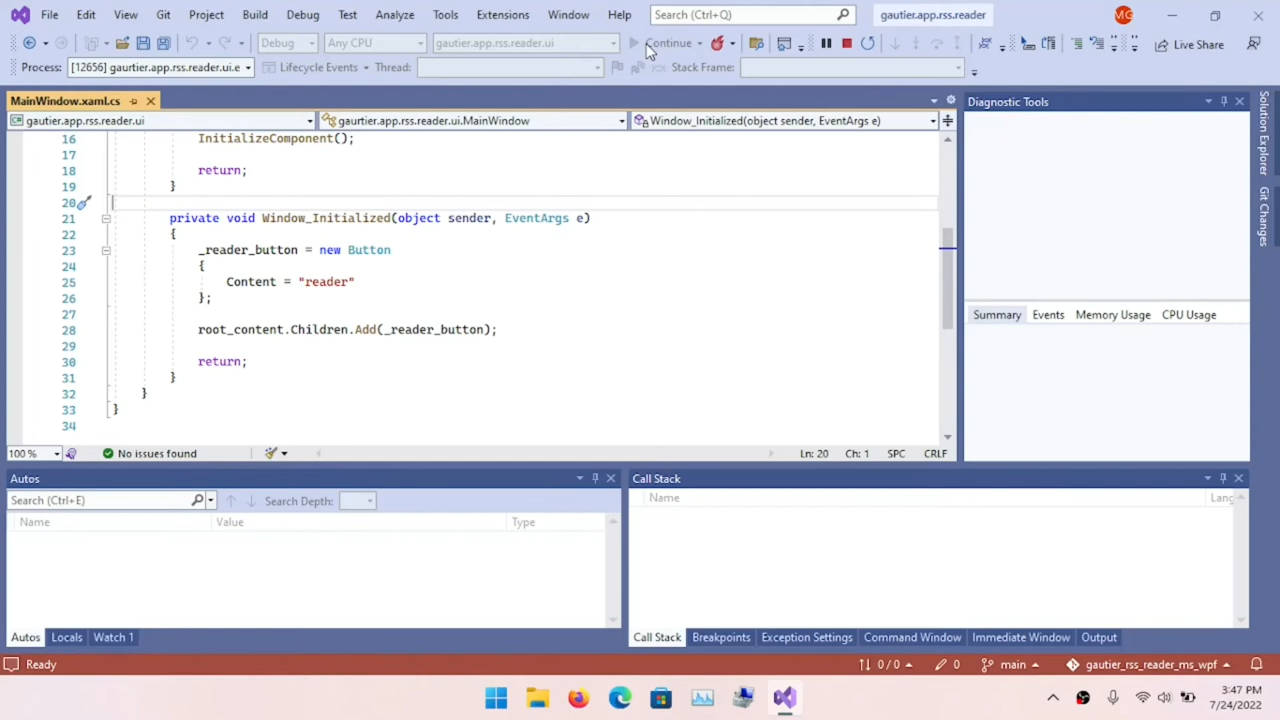 File Edit View Git Project Build Debug Test Analyze Tools Extensions Window Help Search (Ctrl+Q) gautier.app.rss.reader MG
Debug Any CPU gautier.app.rss.reader.ui Continue Live Share
Process: [12656] gaurtier.app.rss.reader.ui.e Lifecycle Events Thread: Stack Frame:
MainWindow.xaml.cs
gautier.app.rss.reader.ui gautier.app.rss.reader.ui.MainWindow Window_Initialized(object sender, EventArgs e)
16 InitializeComponent();
17
18 return;
19 }
20
21 private void Window_Initialized(object sender, EventArgs e)
22 {
23 _reader_button = new Button
24 {
25 Content = "reader"
26 };
27
28 root_content.Children.Add(_reader_button);
29
30 return;
31 }
32 }
33 }
34
100 % No issues found Ln: 20 Ch: 1 SPC CRLF
Diagnostic Tools
Summary Events Memory Usage CPU Usage
Solution Explorer
Git Changes
Autos
Search (Ctrl+E) Search Depth:
Name Value Type
Autos Locals Watch 1
Call Stack
Name Lang
Call Stack Breakpoints Exception Settings Command Window Immediate Window Output
Ready 0 / 0 0 main gautier_rss_reader_ms_wpf
3:47 PM
7/24/2022